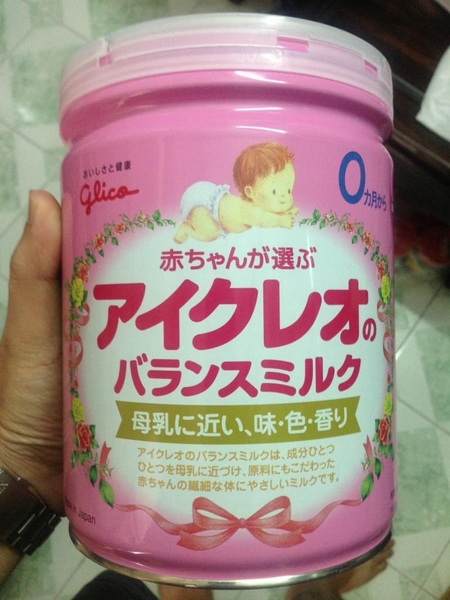 おいしさと健康
glico
0ヵ月から
赤ちゃんが選ぶ
アイクレオの
バランスミルク
母乳に近い、味・色・香り
アイクレオのバランスミルクは、成分ひとつ
ひとつを母乳に近づけ、原料にもこだわった
赤ちゃんの繊細な体にやさしいミルクです。
Japan